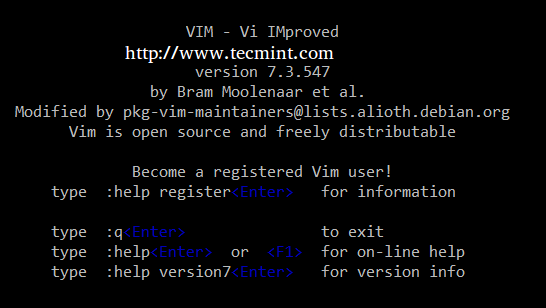 VIM - Vi IMproved
http://www.tecmint.com
version 7.3.547
by Bram Moolenaar et al.
Modified by pkg-vim-maintainers@lists.alioth.debian.org
Vim is open source and freely distributable
Become a registered Vim user!
type :help register<Enter> for information
type :q<Enter> to exit
type :help<Enter> or <F1> for on-line help
type :help version7<Enter> for version info